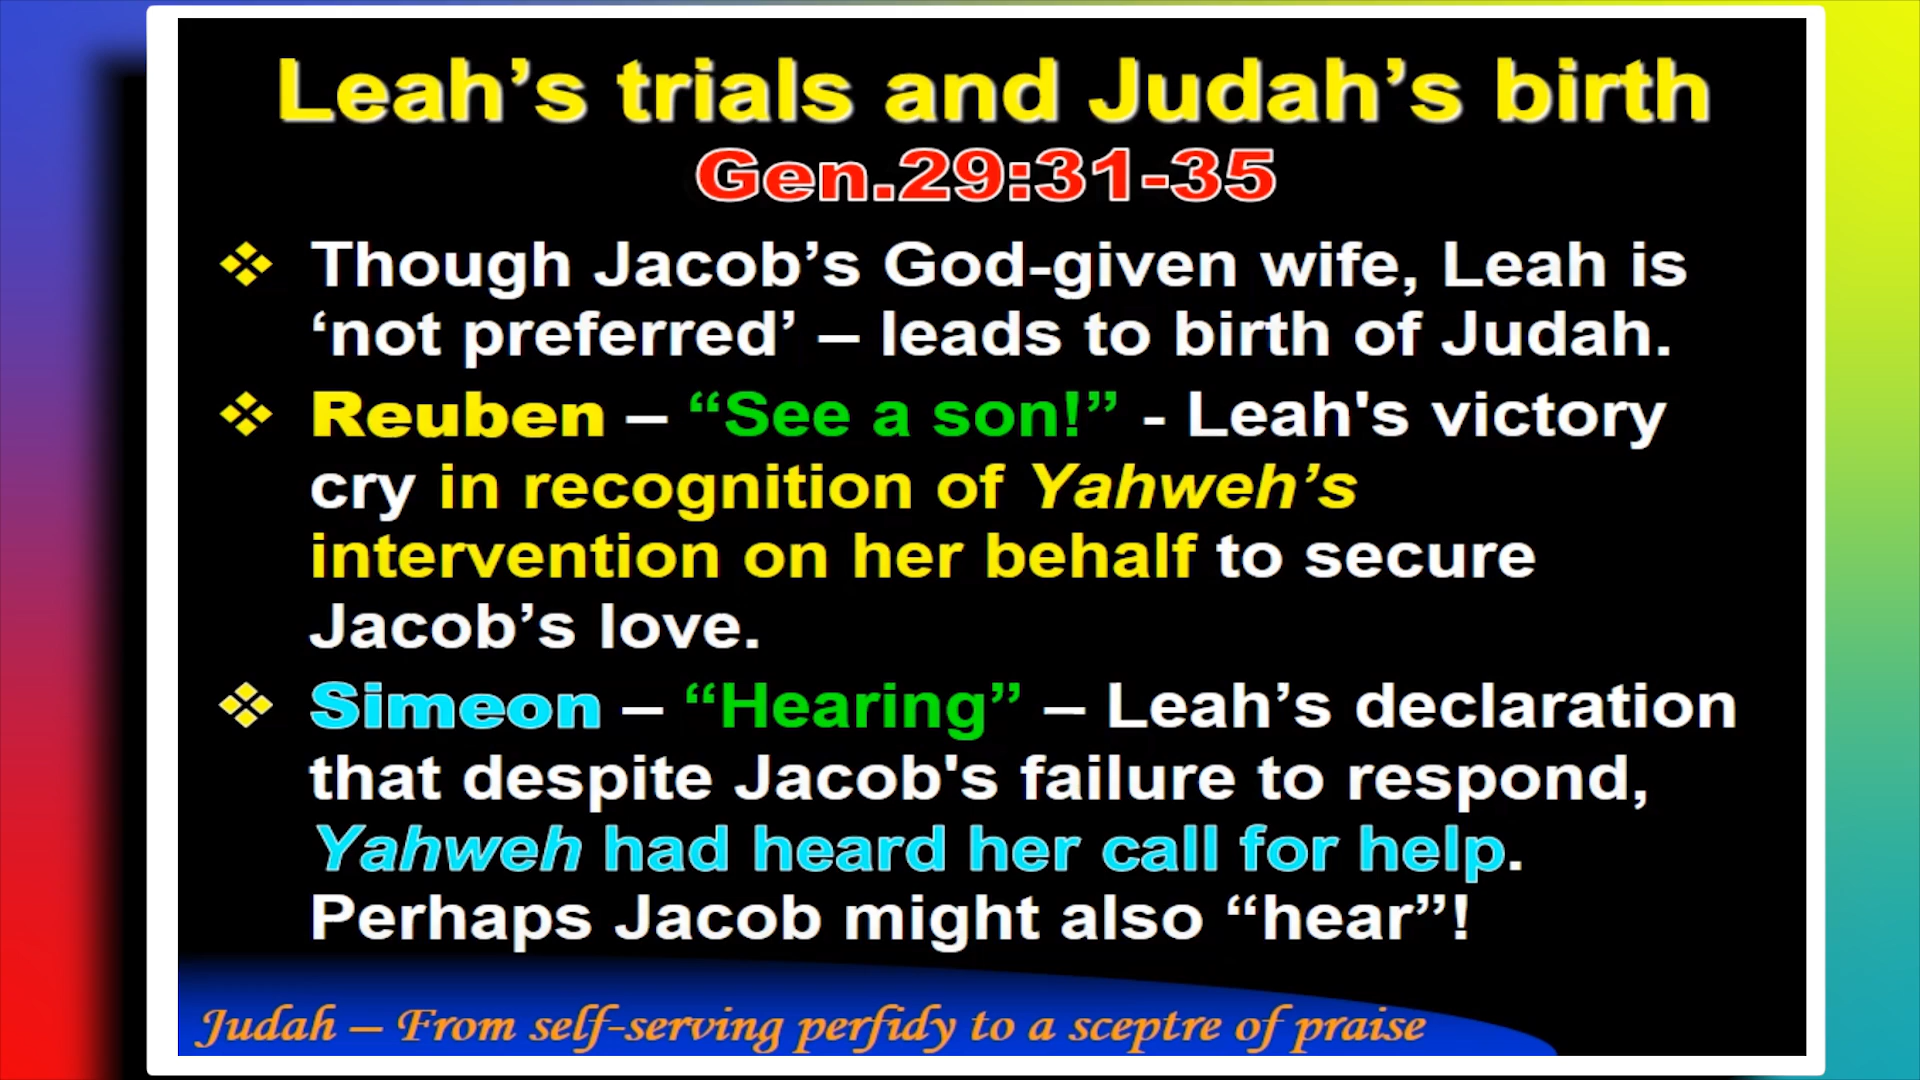 Leah’s trials and Judah’s birth
Gen.29:31-35
❖ Though Jacob’s God-given wife, Leah is
‘not preferred’ – leads to birth of Judah.
❖ Reuben – “See a son!” - Leah's victory
cry in recognition of Yahweh’s
intervention on her behalf to secure
Jacob’s love.
❖ Simeon – “Hearing” – Leah’s declaration
that despite Jacob's failure to respond,
Yahweh had heard her call for help.
Perhaps Jacob might also “hear”!
Judah – From self-serving perfidy to a sceptre of praise